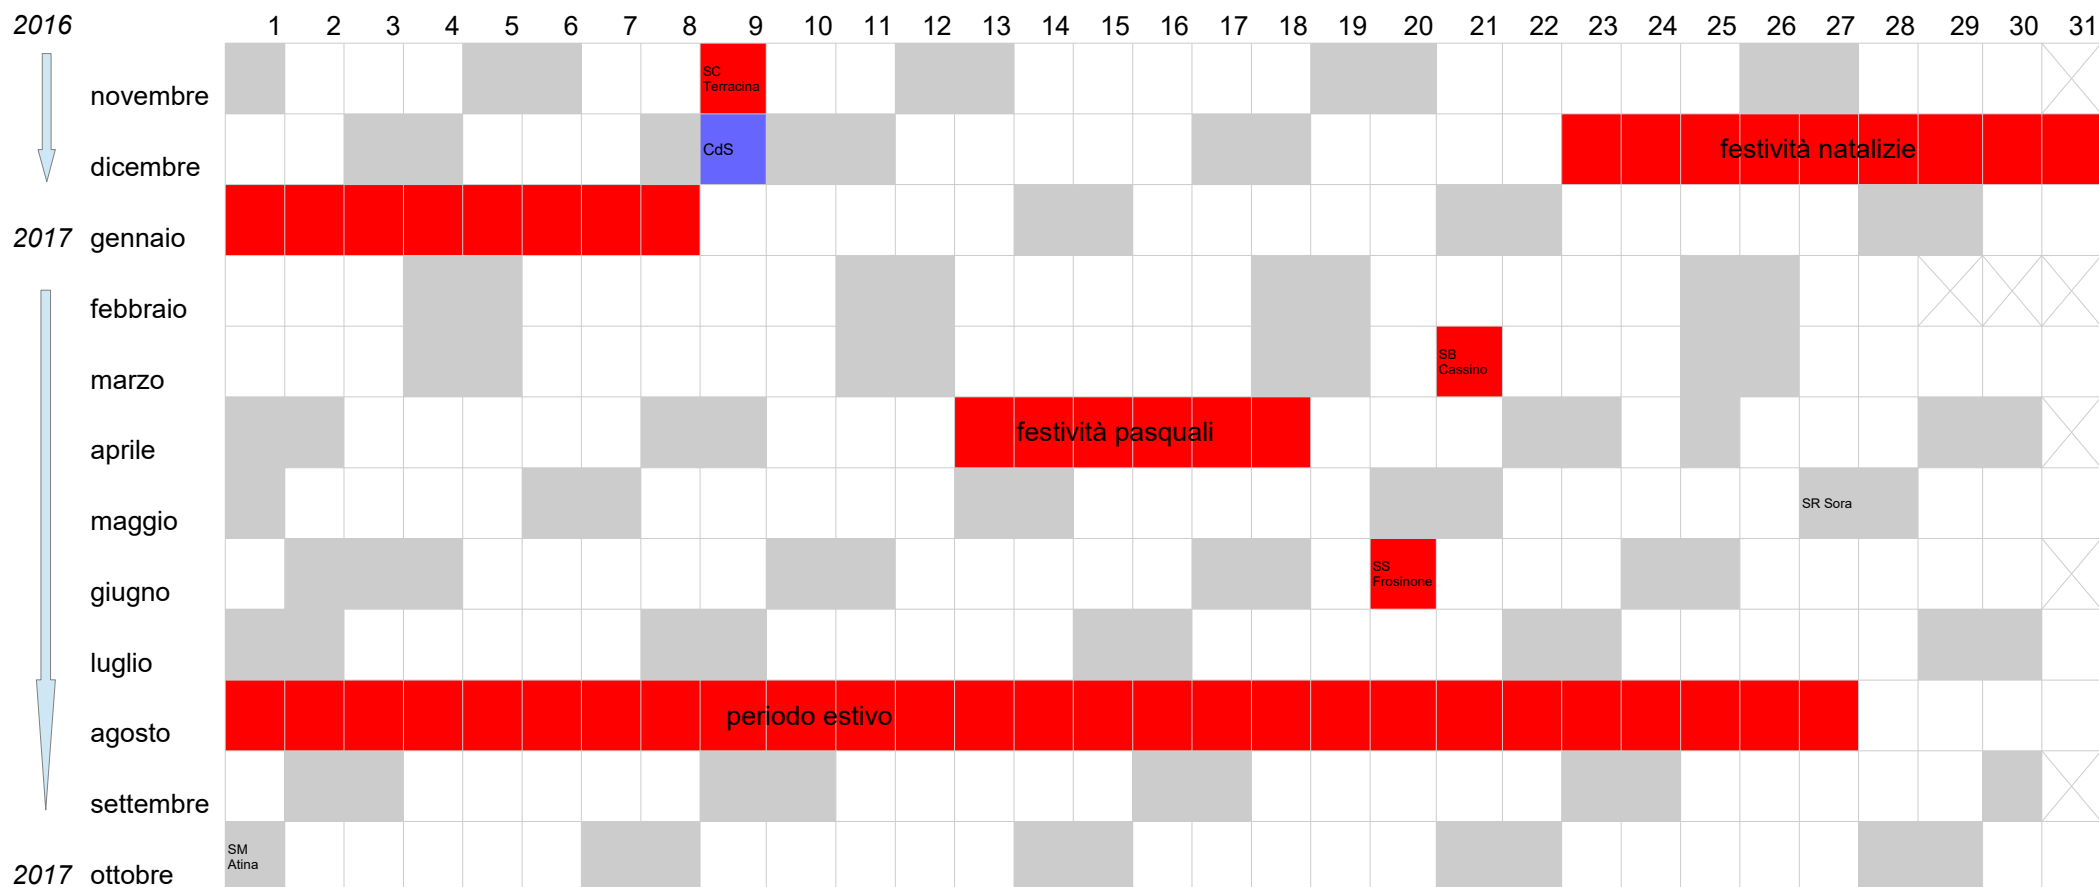 2016 1 2 3 4 5 6 7 8 9 10 11 12 13 14 15 16 17 18 19 20 21 22 23 24 25 26 27 28 29 30 31
novembre SC
Terracina
dicembre CdS festività natalizie
2017 gennaio
febbraio
marzo SB
Cassino
aprile festività pasquali
maggio SR Sora
giugno SS
Frosinone
luglio
agosto periodo estivo
settembre
2017 ottobre SM
Atina